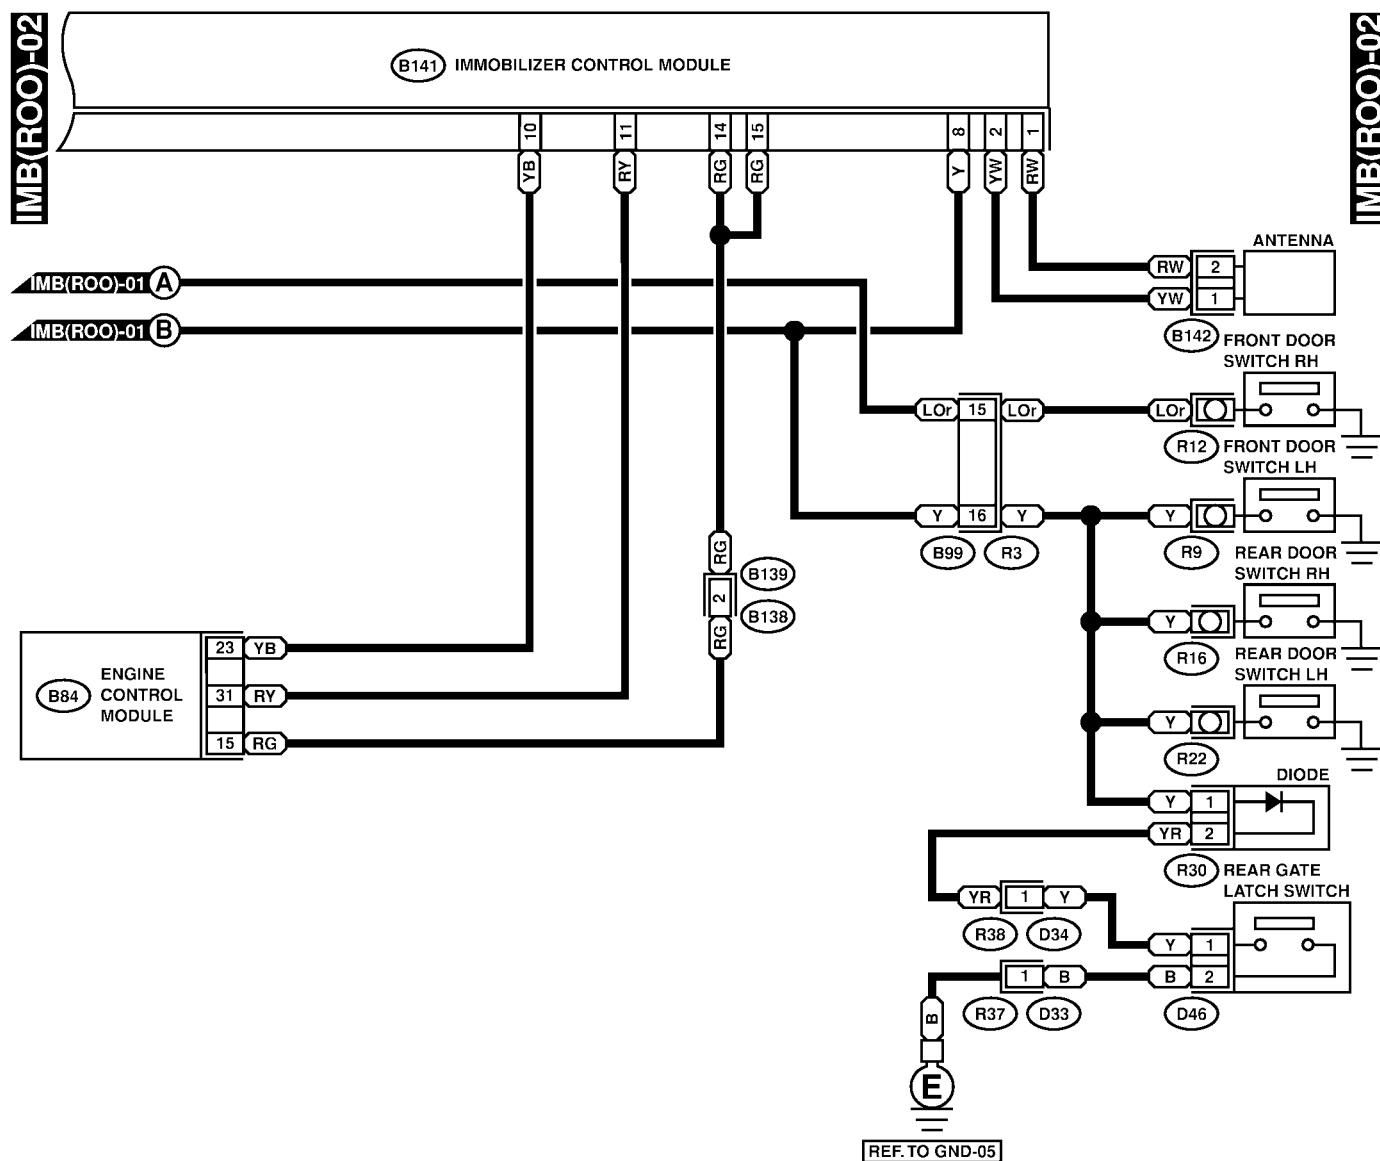 IMB(ROO)-02
IMB(ROO)-02
B141 IMMOBILIZER CONTROL MODULE
10 11 14 15 8 2 1
YB RY RG RG Y YW RW
ANTENNA
IMB(ROO)-01 A
RW 2
YW 1
IMB(ROO)-01 B
B142
FRONT DOOR
SWITCH RH
LOr 15 LOr
LOr
R12
FRONT DOOR
SWITCH LH
Y 16 Y
Y
B99 R3
R9
REAR DOOR
SWITCH RH
RG
B139
2
B138
RG
Y
R16
REAR DOOR
SWITCH LH
B84
ENGINE
CONTROL
MODULE
23 YB
31 RY
15 RG
Y
R22
DIODE
Y 1
YR 2
R30
REAR GATE
LATCH SWITCH
YR 1 Y
R38 D34
Y 1
1 B
B 2
R37 D33
D46
B
E
REF. TO GND-05